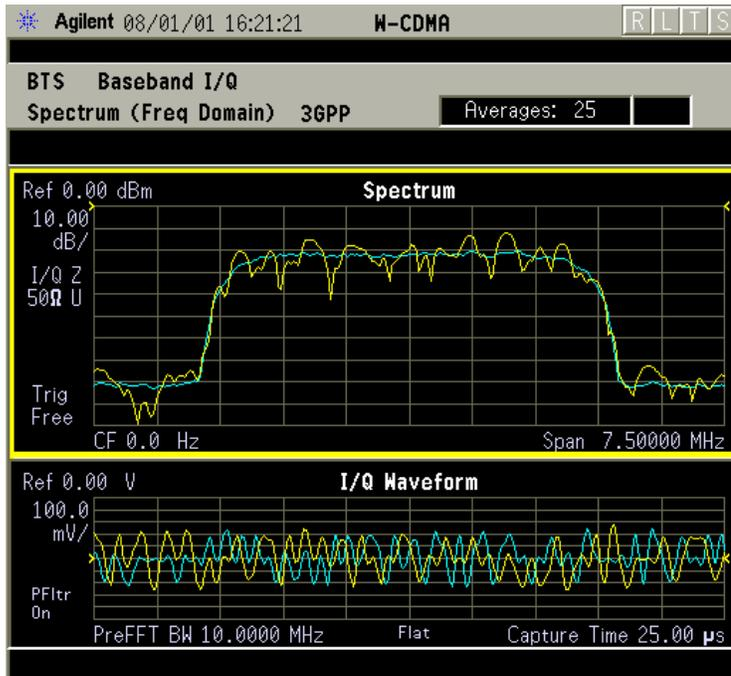 Agilent 08/01/01 16:21:21 W-CDMA R L T S
BTS Baseband I/Q
Spectrum (Freq Domain) 3GPP Averages: 25
Ref 0.00 dBm Spectrum
10.00
dB/
I/Q Z
50Ω U
Trig
Free
CF 0.0 Hz Span 7.50000 MHz
Ref 0.00 V I/Q Waveform
100.0
mV/
PFltr
On
PreFFT BW 10.0000 MHz Flat Capture Time 25.00 µs